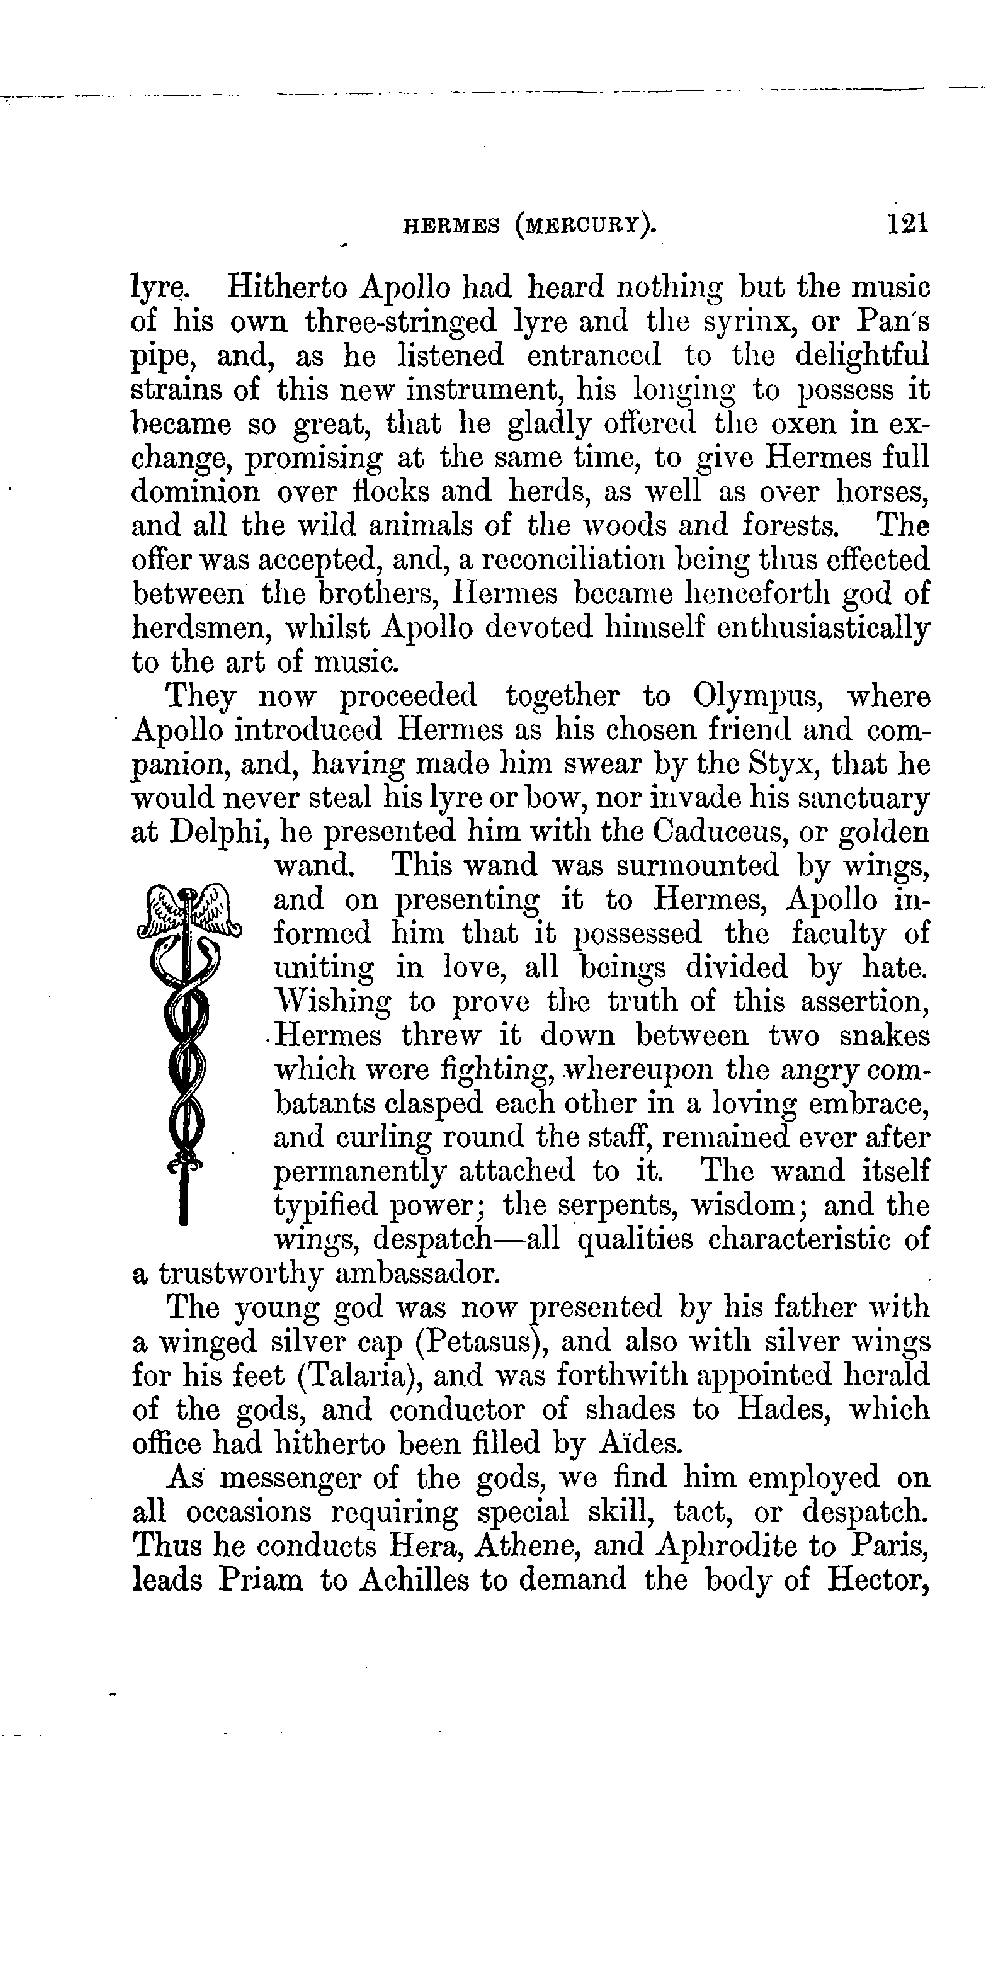 HERMES (MERCURY). 121
lyre. Hitherto Apollo had heard nothing but the music
of his own three-stringed lyre and the syrinx, or Pan's
pipe, and, as he listened entranced to the delightful
strains of this new instrument, his longing to possess it
became so great, that he gladly offered the oxen in ex-
change, promising at the same time, to give Hermes full
dominion over flocks and herds, as well as over horses,
and all the wild animals of the woods and forests. The
offer was accepted, and, a reconciliation being thus effected
between the brothers, Hermes became henceforth god of
herdsmen, whilst Apollo devoted himself enthusiastically
to the art of music.
They now proceeded together to Olympus, where
Apollo introduced Hermes as his chosen friend and com-
panion, and, having made him swear by the Styx, that he
would never steal his lyre or bow, nor invade his sanctuary
at Delphi, he presented him with the Caduceus, or golden
wand. This wand was surmounted by wings,
and on presenting it to Hermes, Apollo in-
formed him that it possessed the faculty of
uniting in love, all beings divided by hate.
Wishing to prove the truth of this assertion,
Hermes threw it down between two snakes
which were fighting, whereupon the angry com-
batants clasped each other in a loving embrace,
and curling round the staff, remained ever after
permanently attached to it. The wand itself
typified power; the serpents, wisdom; and the
wings, despatch—all qualities characteristic of
a trustworthy ambassador.
The young god was now presented by his father with
a winged silver cap (Petasus), and also with silver wings
for his feet (Talaria), and was forthwith appointed herald
of the gods, and conductor of shades to Hades, which
office had hitherto been filled by Aïdes.
As messenger of the gods, we find him employed on
all occasions requiring special skill, tact, or despatch.
Thus he conducts Hera, Athene, and Aphrodite to Paris,
leads Priam to Achilles to demand the body of Hector,